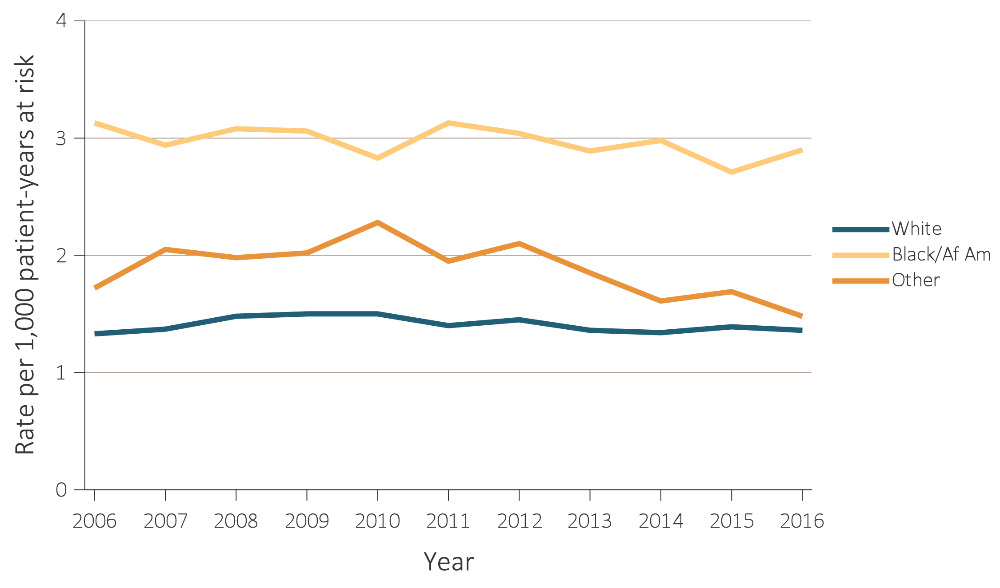 Rate per 1,000 patient-years at risk
4
3
2
1
0
2006 2007 2008 2009 2010 2011 2012 2013 2014 2015 2016
Year
White
Black/Af Am
Other